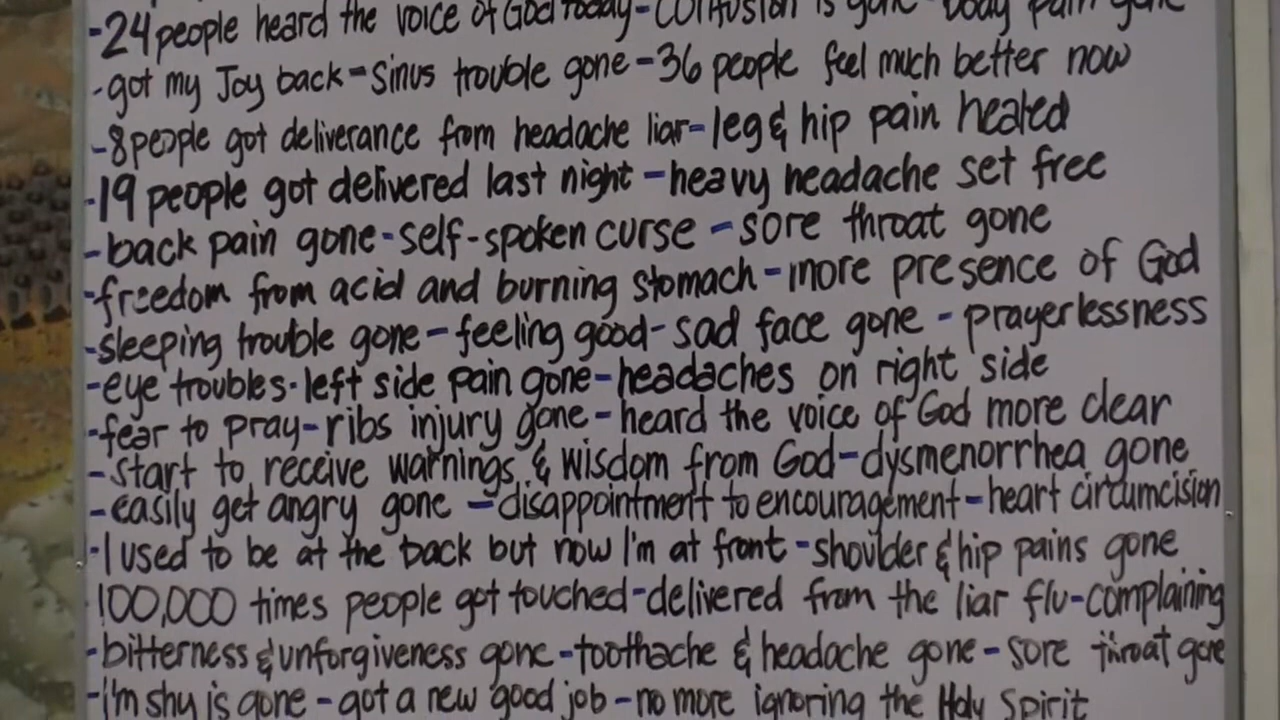 -24 people heard the voice of God today-Confusion is gone-body pain gone
-got my Joy back-Sinus trouble gone-36 people feel much better now
-8 people got deliverance from headache liar-leg & hip pain healed
-19 people got delivered last night-heavy headache set free
-back pain gone-self-spoken curse-sore throat gone
-freedom from acid and burning stomach-more presence of God
-sleeping trouble gone-feeling good-sad face gone-prayerlessness
-eye troubles-left side pain gone-headaches on right side
-fear to pray-ribs injury gone-heard the voice of God more clear
-start to receive warnings & wisdom from God-dysmenorrhea gone
-easily get angry gone-disappointment to encouragement-heart circumcision
-I used to be at the back but now I'm at front-shoulder & hip pains gone
100,000 times people got touched-delivered from the liar flu-complaining
-bitterness & unforgiveness gone-toothache & headache gone-sore throat gone
-i'm shy is gone-got a new good job-no more ignoring the Holy Spirit